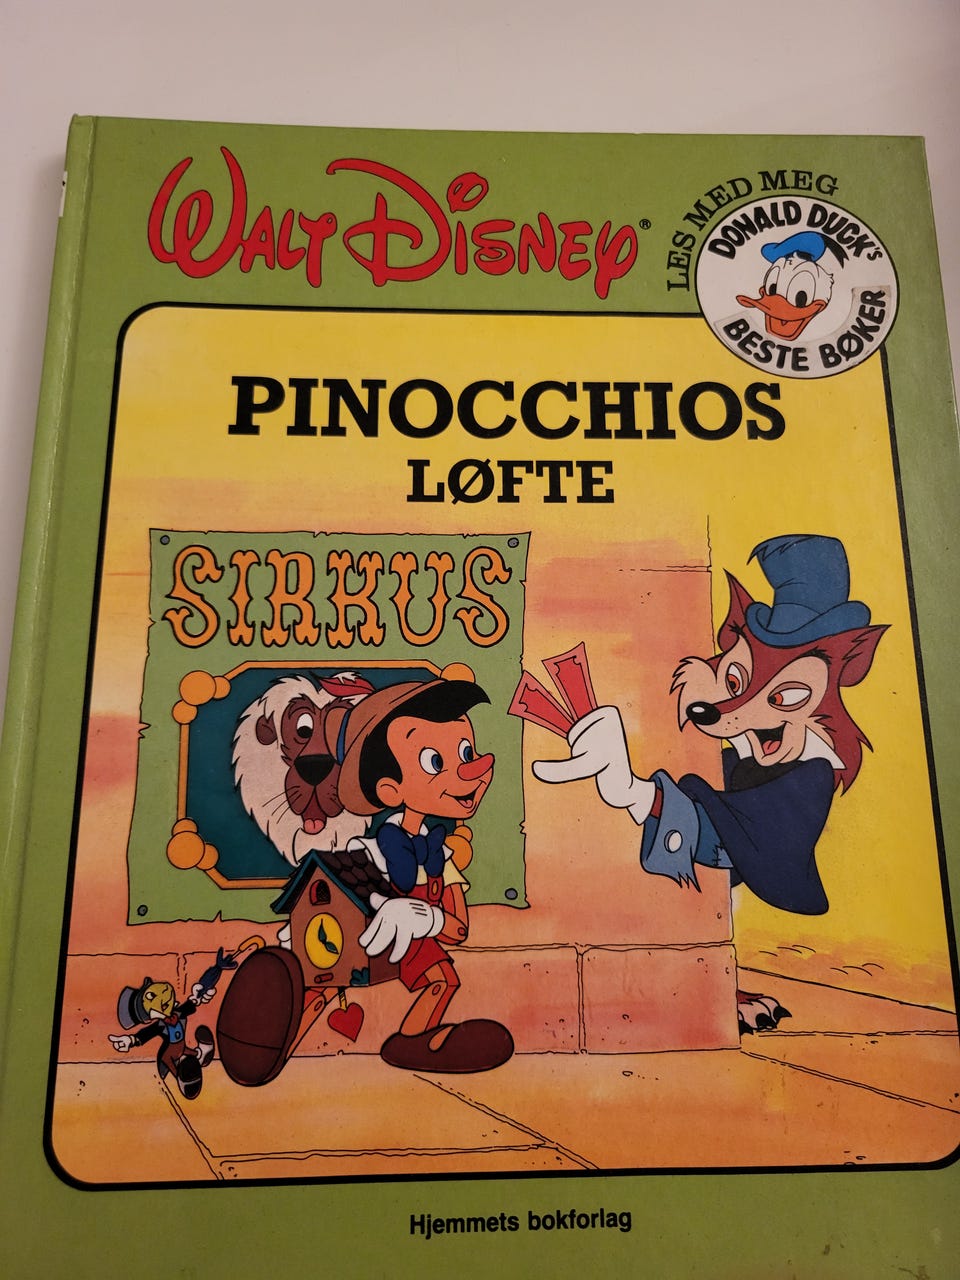 WALT DISNEY®
LES MED MEG
DONALD DUCK's
BESTE BØKER
PINOCCHIOS
LØFTE
SIRKUS
Hjemmets bokforlag